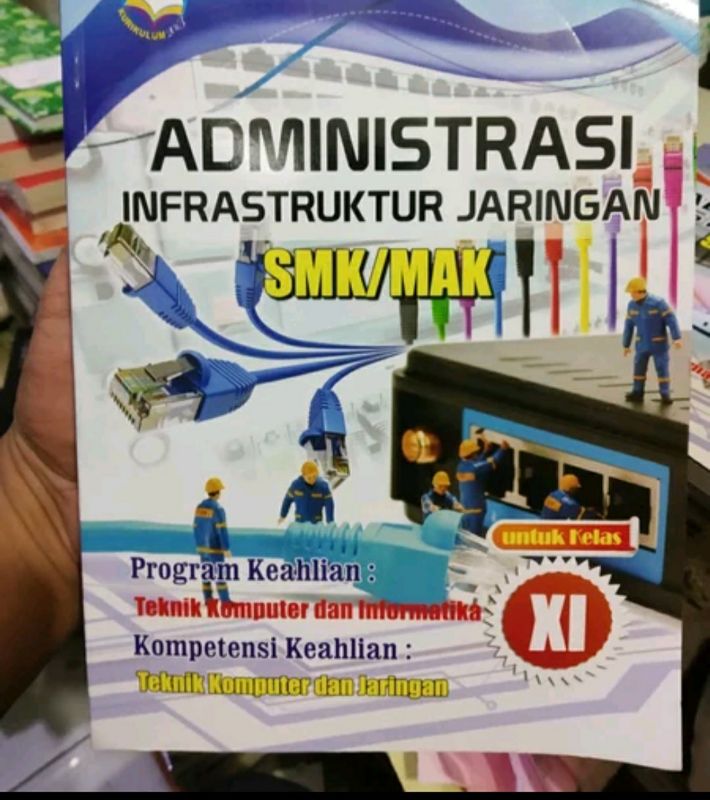 KURIKULUM
ADMINISTRASI
INFRASTRUKTUR JARINGAN
SMK/MAK
untuk Kelas
XI
Program Keahlian :
Teknik Komputer dan Informatika
Kompetensi Keahlian :
Teknik Komputer dan Jaringan